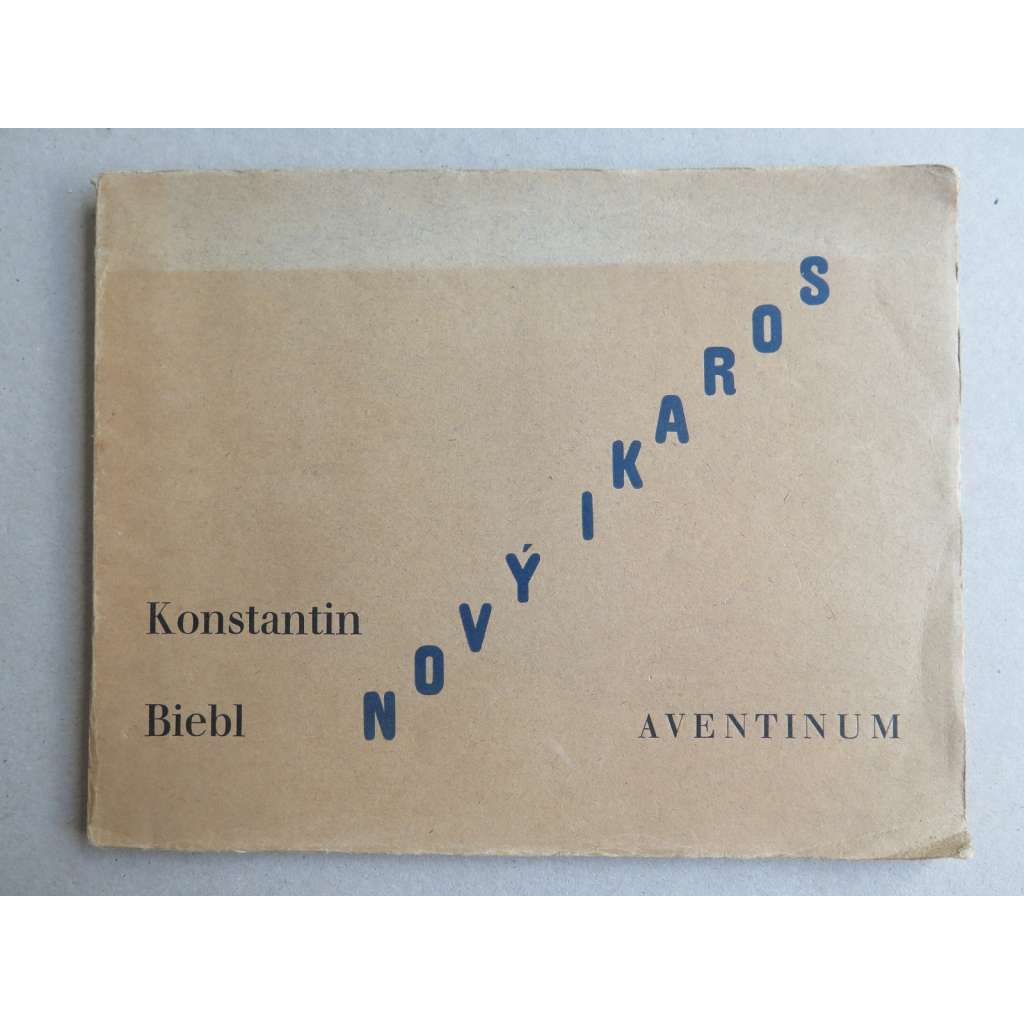 NOVÝ IKAROS
Konstantin
Biebl
AVENTINUM